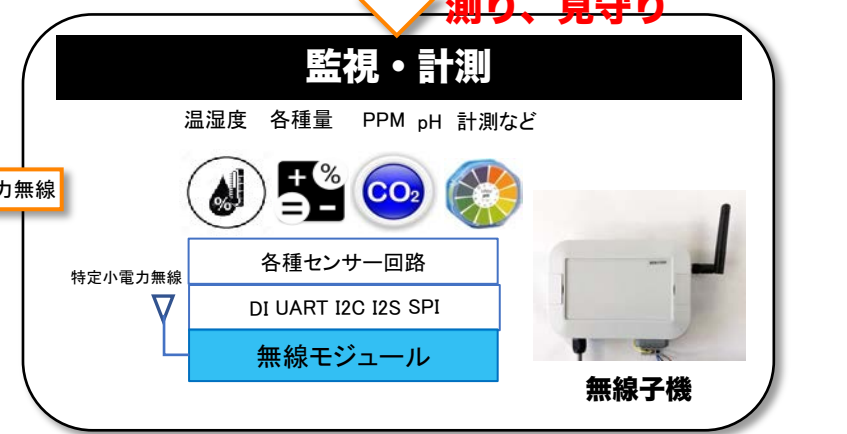 測り、見守り
監視・計測
温湿度 各種量 PPM pH 計測など
%
+ %
= -
CO₂
力無線
各種センサー回路
特定小電力無線
DI UART I2C I2S SPI
無線モジュール
無線子機